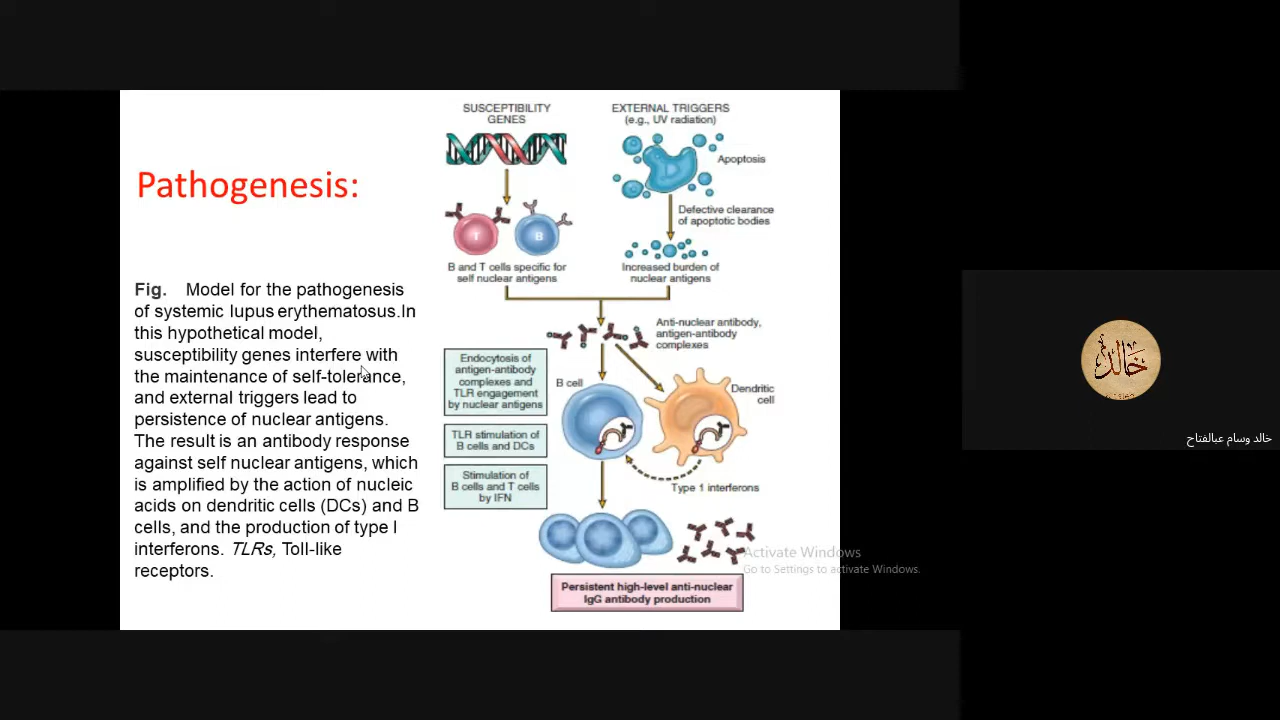 Pathogenesis:
Fig. Model for the pathogenesis
of systemic lupus erythematosus.In
this hypothetical model,
susceptibility genes interfere with
the maintenance of self-tolerance,
and external triggers lead to
persistence of nuclear antigens.
The result is an antibody response
against self nuclear antigens, which
is amplified by the action of nucleic
acids on dendritic cells (DCs) and B
cells, and the production of type I
interferons. TLRs, Toll-like
receptors.
SUSCEPTIBILITY
GENES
EXTERNAL TRIGGERS
(e.g., UV radiation)
Apoptosis
Defective clearance
of apoptotic bodies
T
B
B and T cells specific for
self nuclear antigens
Increased burden of
nuclear antigens
Anti-nuclear antibody,
antigen-antibody
complexes
Endocytosis of
antigen-antibody
complexes and
TLR engagement
by nuclear antigens
B cell
Dendritic
cell
TLR stimulation of
B cells and DCs
Stimulation of
B cells and T cells
by IFN
Type 1 interferons
Persistent high-level anti-nuclear
IgG antibody production
Activate Windows
Go to Settings to activate Windows.
خالد
خالد وسام عبالفتاح